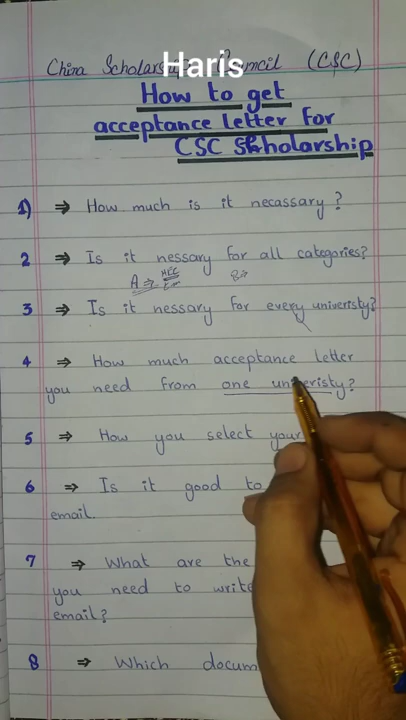 China Scholarship Council (CSC)
Haris
How to get
acceptance letter for
CSC Scholarship
1) ⇒ How much is it necassary?
2 ⇒ Is it nessary for all categories?
A → HEC
B →
3 ⇒ Is it nessary for every univeristy?
4 ⇒ How much acceptance letter
you need from one univeristy?
5 ⇒ How you select your
6 ⇒ Is it good to
email.
7 ⇒ What are the
you need to write
email?
8 ⇒ Which docum